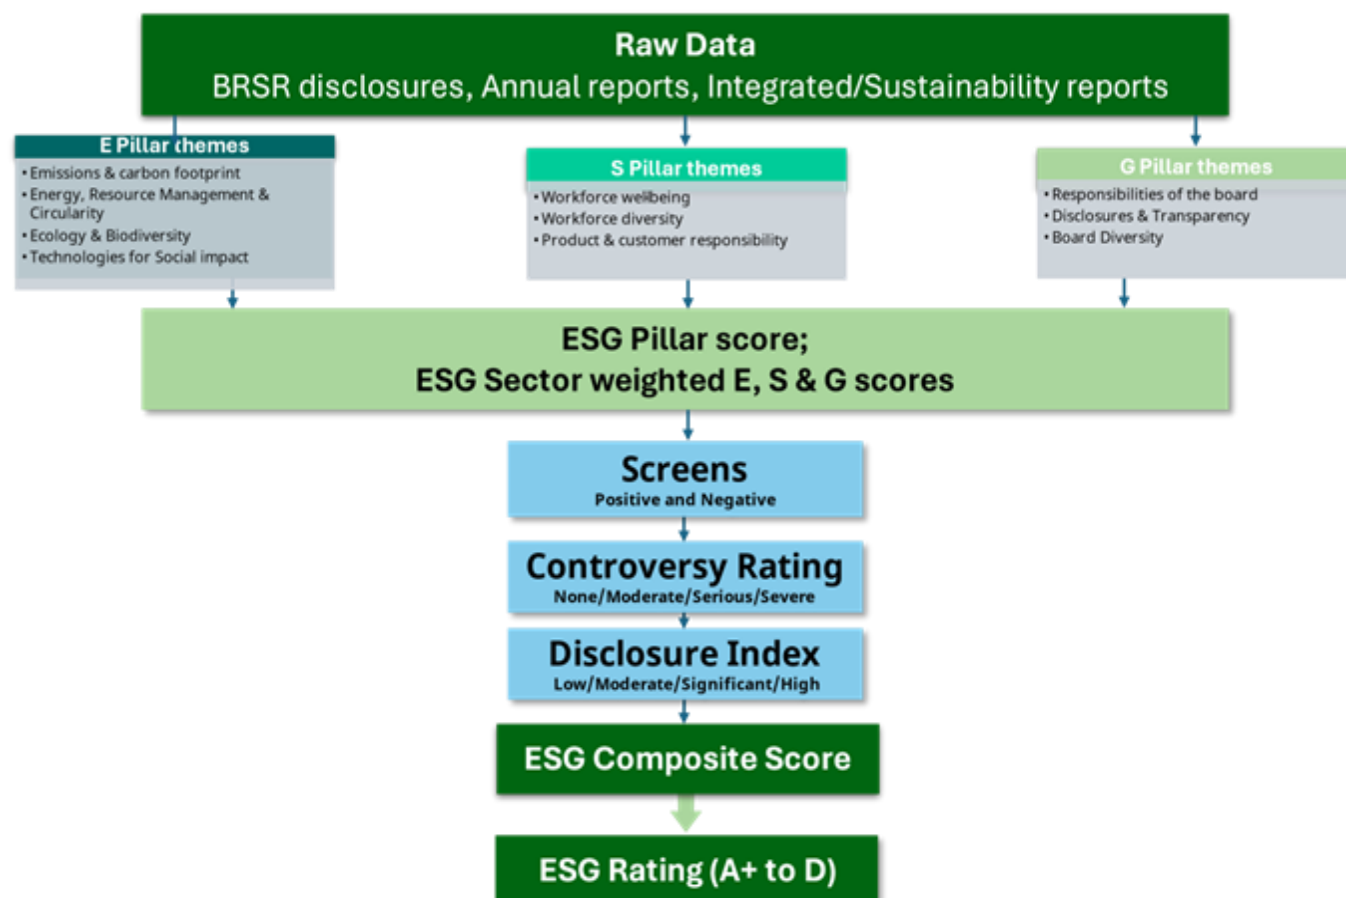 Raw Data
BRSR disclosures, Annual reports, Integrated/Sustainability reports
E Pillar themes
• Emissions & carbon footprint
• Energy, Resource Management &
Circularity
• Ecology & Biodiversity
• Technologies for Social impact
S Pillar themes
• Workforce wellbeing
• Workforce diversity
• Product & customer responsibility
G Pillar themes
• Responsibilities of the board
• Disclosures & Transparency
• Board Diversity
ESG Pillar score;
ESG Sector weighted E, S & G scores
Screens
Positive and Negative
Controversy Rating
None/Moderate/Serious/Severe
Disclosure Index
Low/Moderate/Significant/High
ESG Composite Score
ESG Rating (A+ to D)